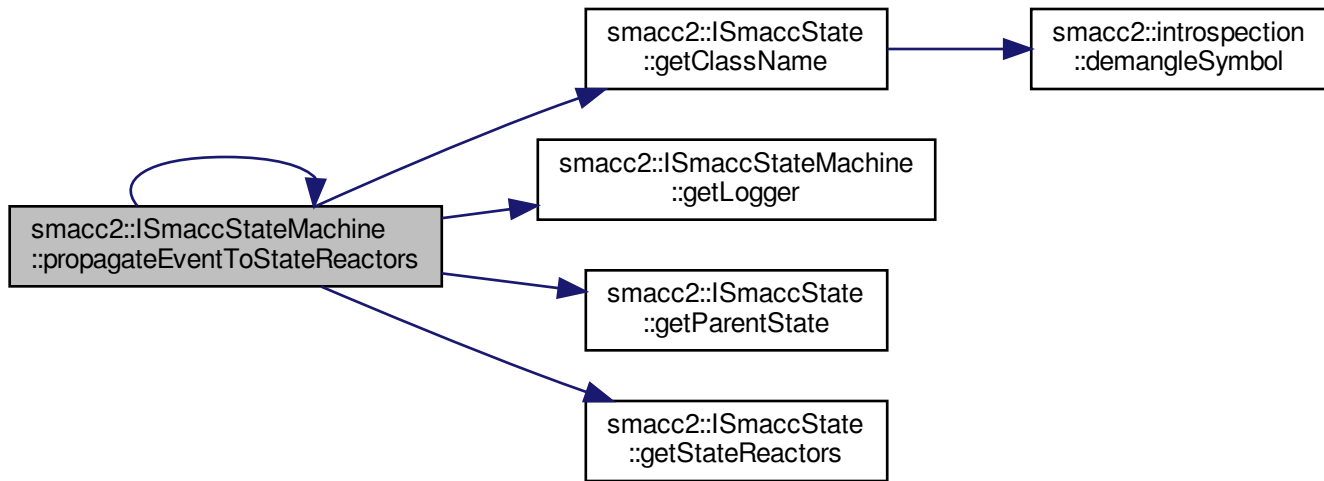 smacc2::ISmaccState
::getClassName
smacc2::introspection
::demangleSymbol
smacc2::ISmaccStateMachine
::getLogger
smacc2::ISmaccStateMachine
::propagateEventToStateReactors
smacc2::ISmaccState
::getParentState
smacc2::ISmaccState
::getStateReactors